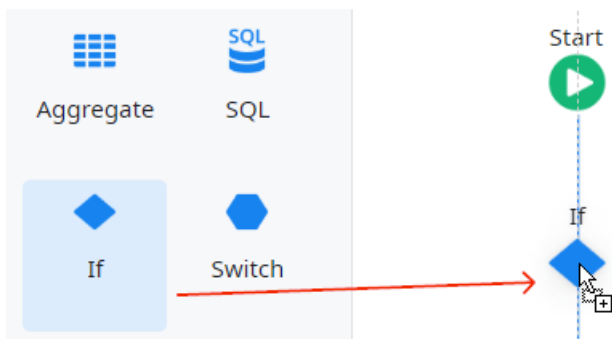 SQL
Aggregate
SQL
If
Switch
Start
If